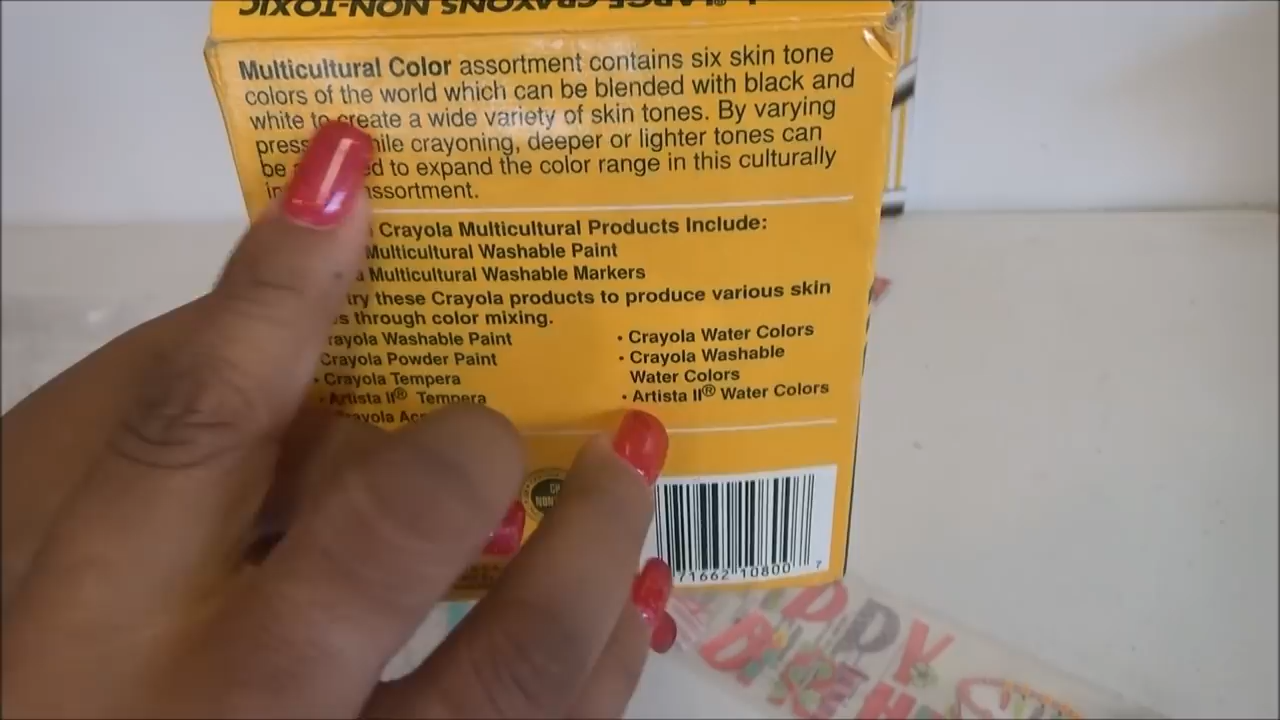 LARGE CRAYONS NON-TOXIC
Multicultural Color assortment contains six skin tone
colors of the world which can be blended with black and
white to create a wide variety of skin tones. By varying
while crayoning, deeper or lighter tones can
be to expand the color range in this culturally
assortment.
Crayola Multicultural Products Include:
Multicultural Washable Paint
Multicultural Washable Markers
try these Crayola products to produce various skin
through color mixing.
Crayola Washable Paint
Crayola Powder Paint
• Crayola Tempera
• Artista II® Tempera
Crayola
• Crayola Water Colors
• Crayola Washable
Water Colors
• Artista II® Water Colors
71662 10800 7